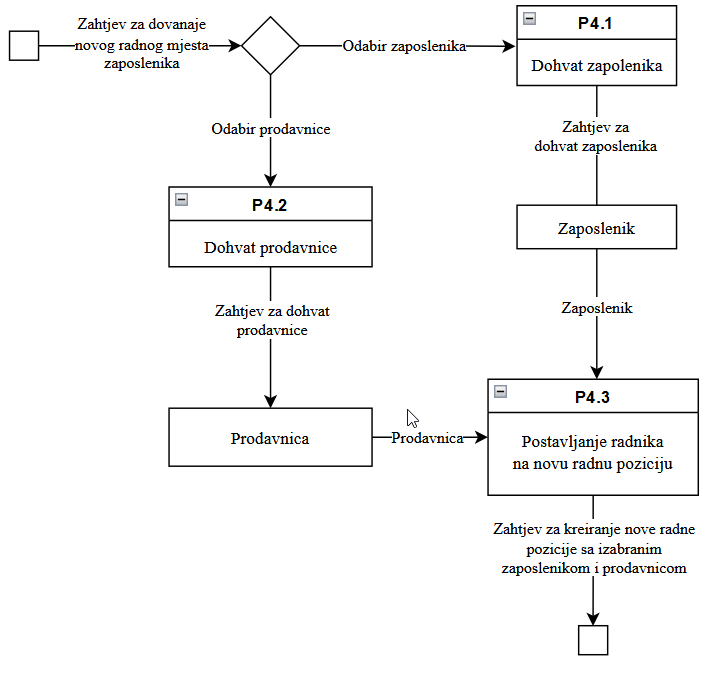 Zahtjev za dovanaje
novog radnog mjesta
zaposlenika
Odabir zaposlenika
P4.1
Dohvat zapolenika
Odabir prodavnice
Zahtjev za
dohvat zaposlenika
P4.2
Dohvat prodavnice
Zaposlenik
Zahtjev za dohvat
prodavnice
Zaposlenik
Prodavnica
Prodavnica
P4.3
Postavljanje radnika
na novu radnu poziciju
Zahtjev za kreiranje nove radne
pozicije sa izabranim
zaposlenikom i prodavnicom